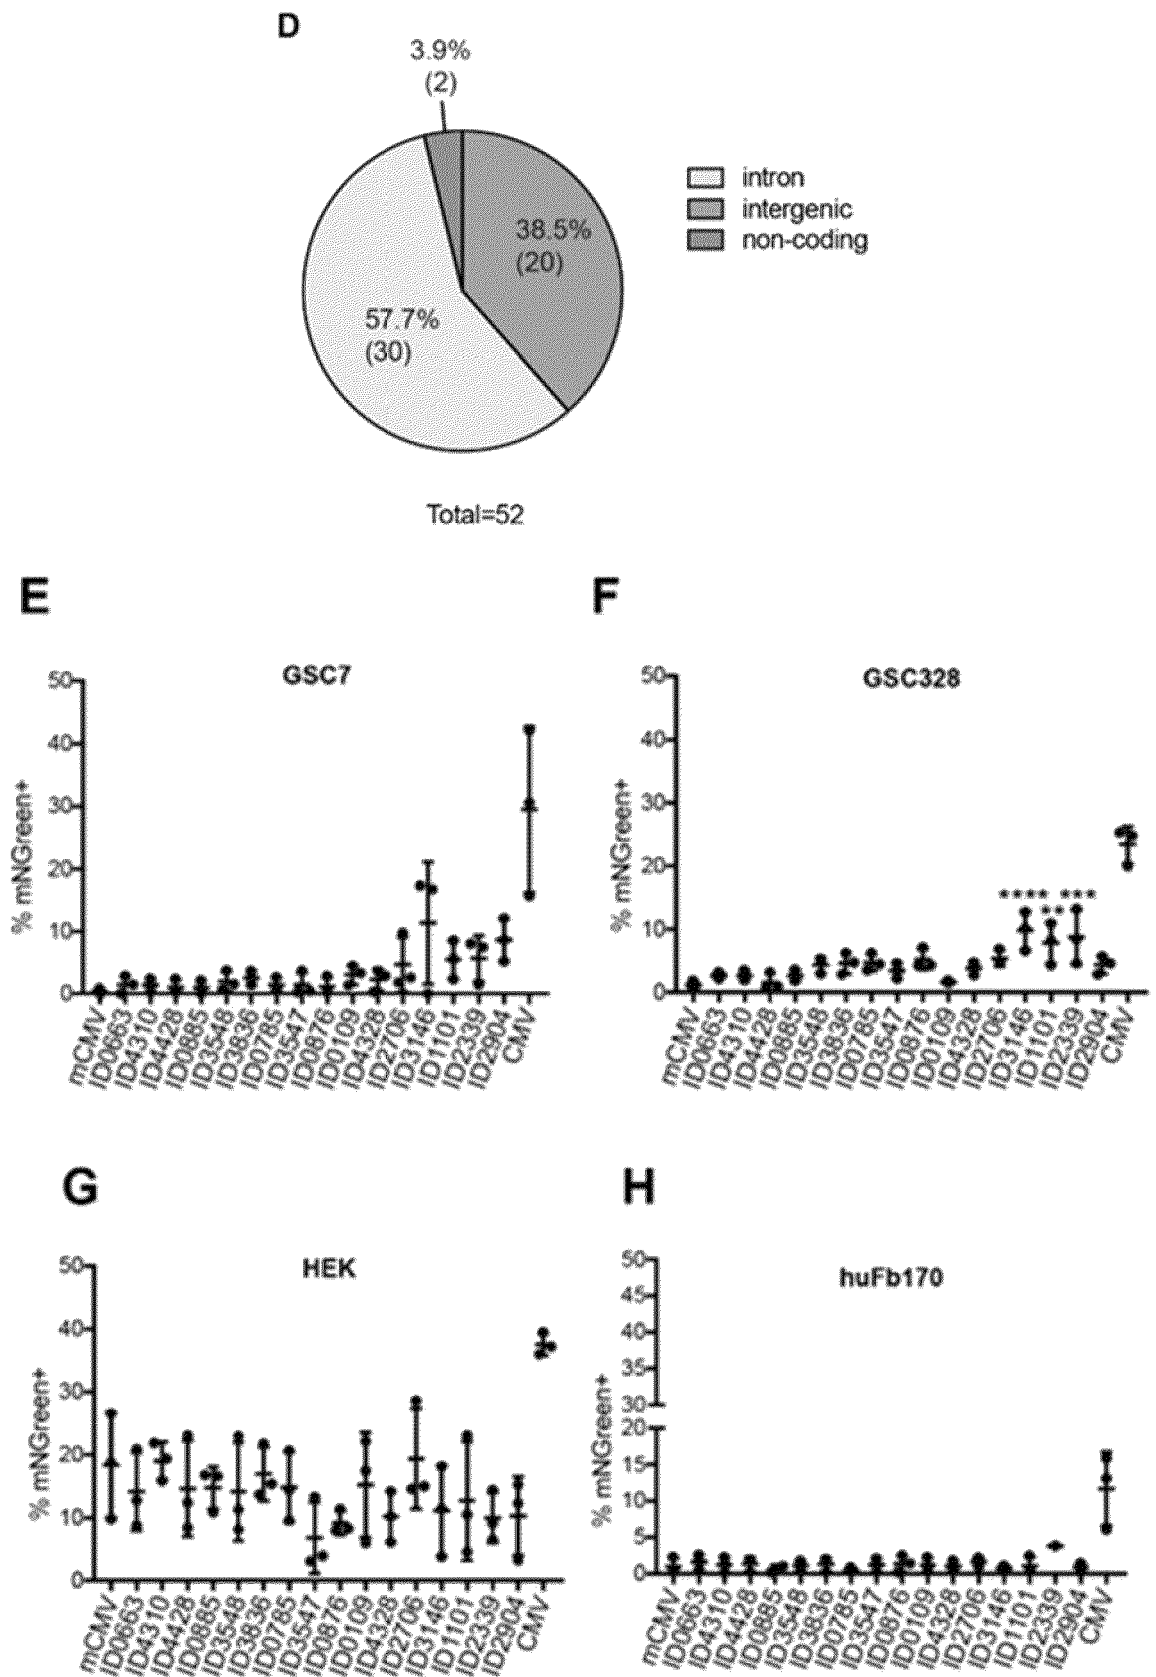 D
3.9%
(2)
38.5%
(20)
57.7%
(30)
intron
intergenic
non-coding
Total=52
E
GSC7
% mNGreen+
50
40
30
20
10
0
mCMV
ID0663
ID4310
ID4428
ID0885
ID3548
ID3836
ID0785
ID3547
ID0876
ID0109
ID4328
ID2706
ID3146
ID1101
ID2339
ID2904
CMV
F
GSC328
% mNGreen+
50
40
30
20
10
0
****
**
***
mCMV
ID0663
ID4310
ID4428
ID0885
ID3548
ID3836
ID0785
ID3547
ID0876
ID0109
ID4328
ID2706
ID3146
ID1101
ID2339
ID2904
CMV
G
HEK
% mNGreen+
50
40
30
20
10
0
mCMV
ID0663
ID4310
ID4428
ID0885
ID3548
ID3836
ID0785
ID3547
ID0876
ID0109
ID4328
ID2706
ID3146
ID1101
ID2339
ID2904
CMV
H
huFb170
% mNGreen+
50
45
40
35
30
20
15
10
5
0
mCMV
ID0663
ID4310
ID4428
ID0885
ID3548
ID3836
ID0785
ID3547
ID0876
ID0109
ID4328
ID2706
ID3146
ID1101
ID2339
ID2904
CMV